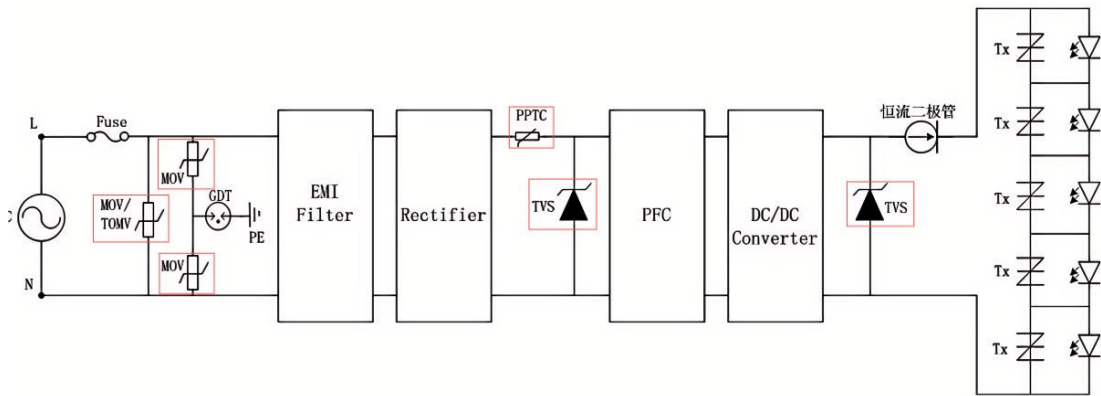 L
Fuse
MOV
GDT
MOV/
TOMV
PE
MOV
N
C
EMI
Filter
Rectifier
PPTC
TVS
PFC
DC/DC
Converter
TVS
恒流二极管
Tx
Tx
Tx
Tx
Tx